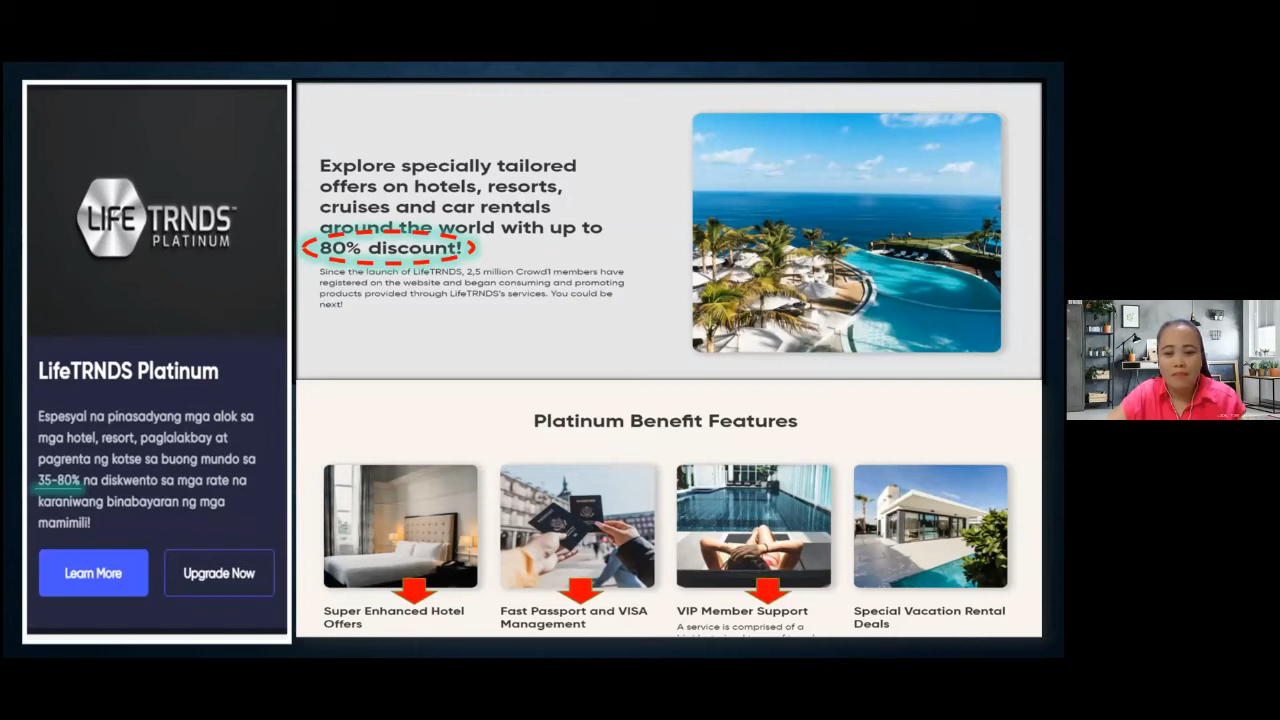 LIFE TRNDS™
PLATINUM
LifeTRNDS Platinum
Espesyal na pinasadyang mga alok sa
mga hotel, resort, paglalakbay at
pagrenta ng kotse sa buong mundo sa
35-80% na diskwento sa mga rate na
karaniwang binabayaran ng mga
mamimili!
Learn More
Upgrade Now
Explore specially tailored
offers on hotels, resorts,
cruises and car rentals
around the world with up to
80% discount!
Since the launch of LifeTRNDS, 2,5 million Crowd1 members have
registered on the website and began consuming and promoting
products provided through LifeTRNDS's services. You could be
next!
Platinum Benefit Features
Super Enhanced Hotel
Offers
Fast Passport and VISA
Management
VIP Member Support
A service is comprised of a
Special Vacation Rental
Deals